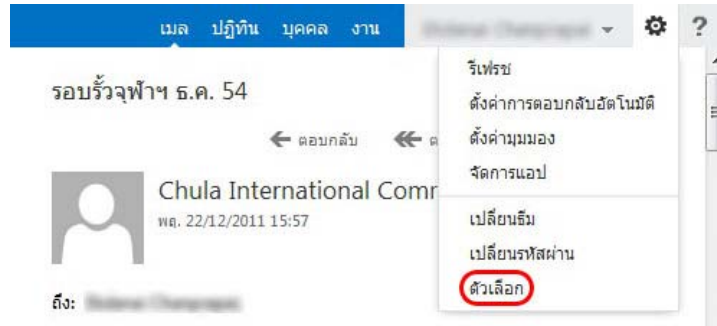 เมล ปฏิทิน บุคคล งาน ?
รีเฟรช
รอบรั้วจุฬาฯ ธ.ค. 54
ตั้งค่าการตอบกลับอัตโนมัติ
ตอบกลับ
ตั้งค่ามุมมอง
จัดการแอป
Chula International Comm
พฤ. 22/12/2011 15:57
เปลี่ยนธีม
เปลี่ยนรหัสผ่าน
ตัวเลือก
ถึง: